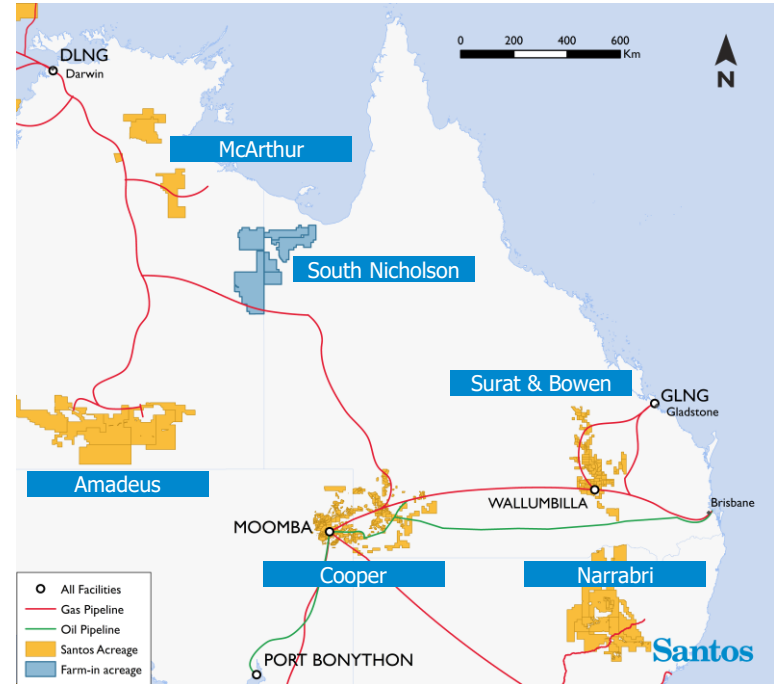 DLNG
Darwin
0 200 400 600
Km
N
McArthur
South Nicholson
Surat & Bowen
GLNG
Gladstone
Amadeus
WALLUMBILLA
Brisbane
MOOMBA
Cooper
Narrabri
All Facilities
Gas Pipeline
Oil Pipeline
Santos Acreage
Farm-in acreage
PORT BONYTHON
Santos